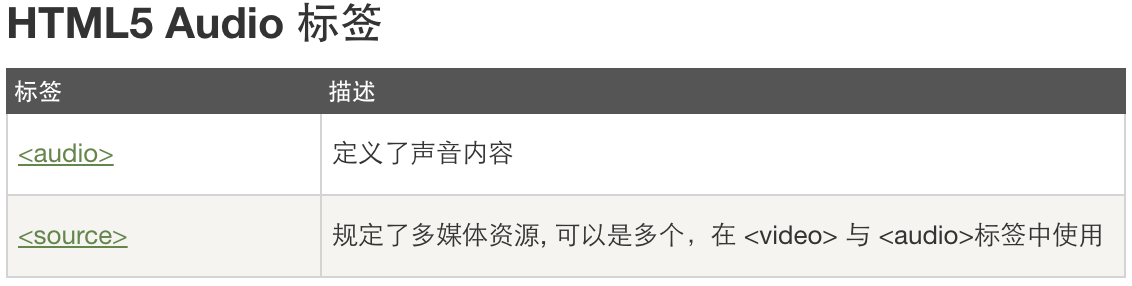 HTML5 Audio 标签
标签 描述
<audio> 定义了声音内容
<source> 规定了多媒体资源, 可以是多个，在 <video> 与 <audio>标签中使用